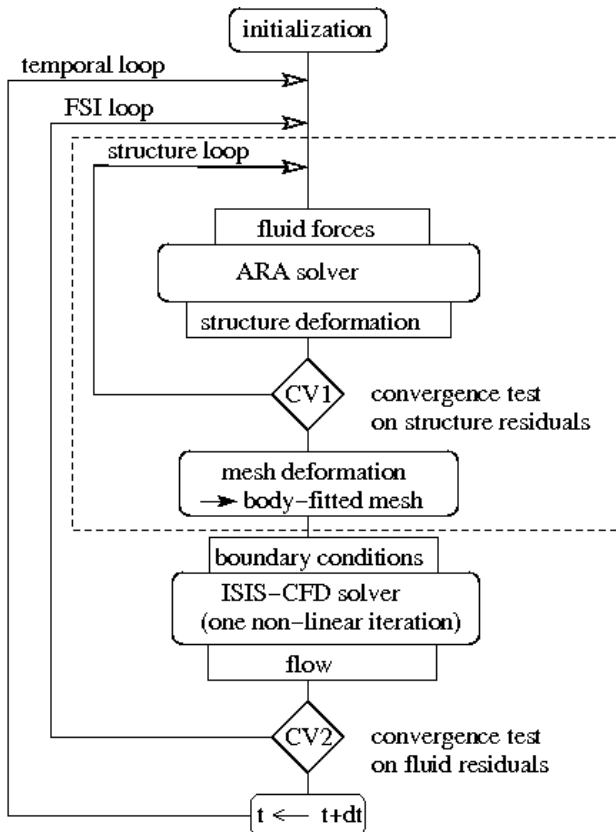 initialization
temporal loop
FSI loop
structure loop
fluid forces
ARA solver
structure deformation
CV1
convergence test
on structure residuals
mesh deformation
→ body-fitted mesh
boundary conditions
ISIS-CFD solver
(one non-linear iteration)
flow
CV2
convergence test
on fluid residuals
t ← t+dt